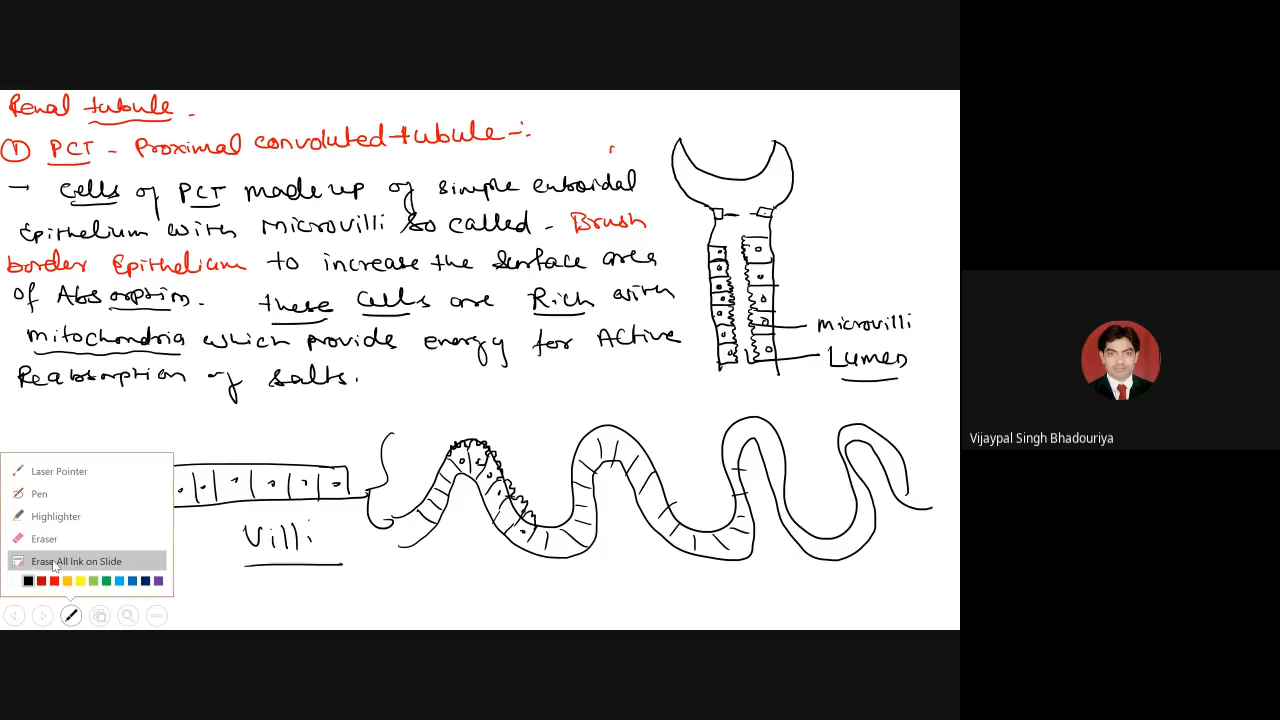 Renal tubule.
① PCT - Proximal convoluted tubule -:
→ Cells of PCT made up of simple cuboidal
Epithelium with Microvilli so called - Brush
border Epithelium to increase the Surface area
of Absorption. these Cells are Rich with
mitochondria which provide energy for Active
Reabsorption of salts.
microvilli
Lumen
Villi
Laser Pointer
Pen
Highlighter
Eraser
Erase All Ink on Slide
Vijaypal Singh Bhadouriya